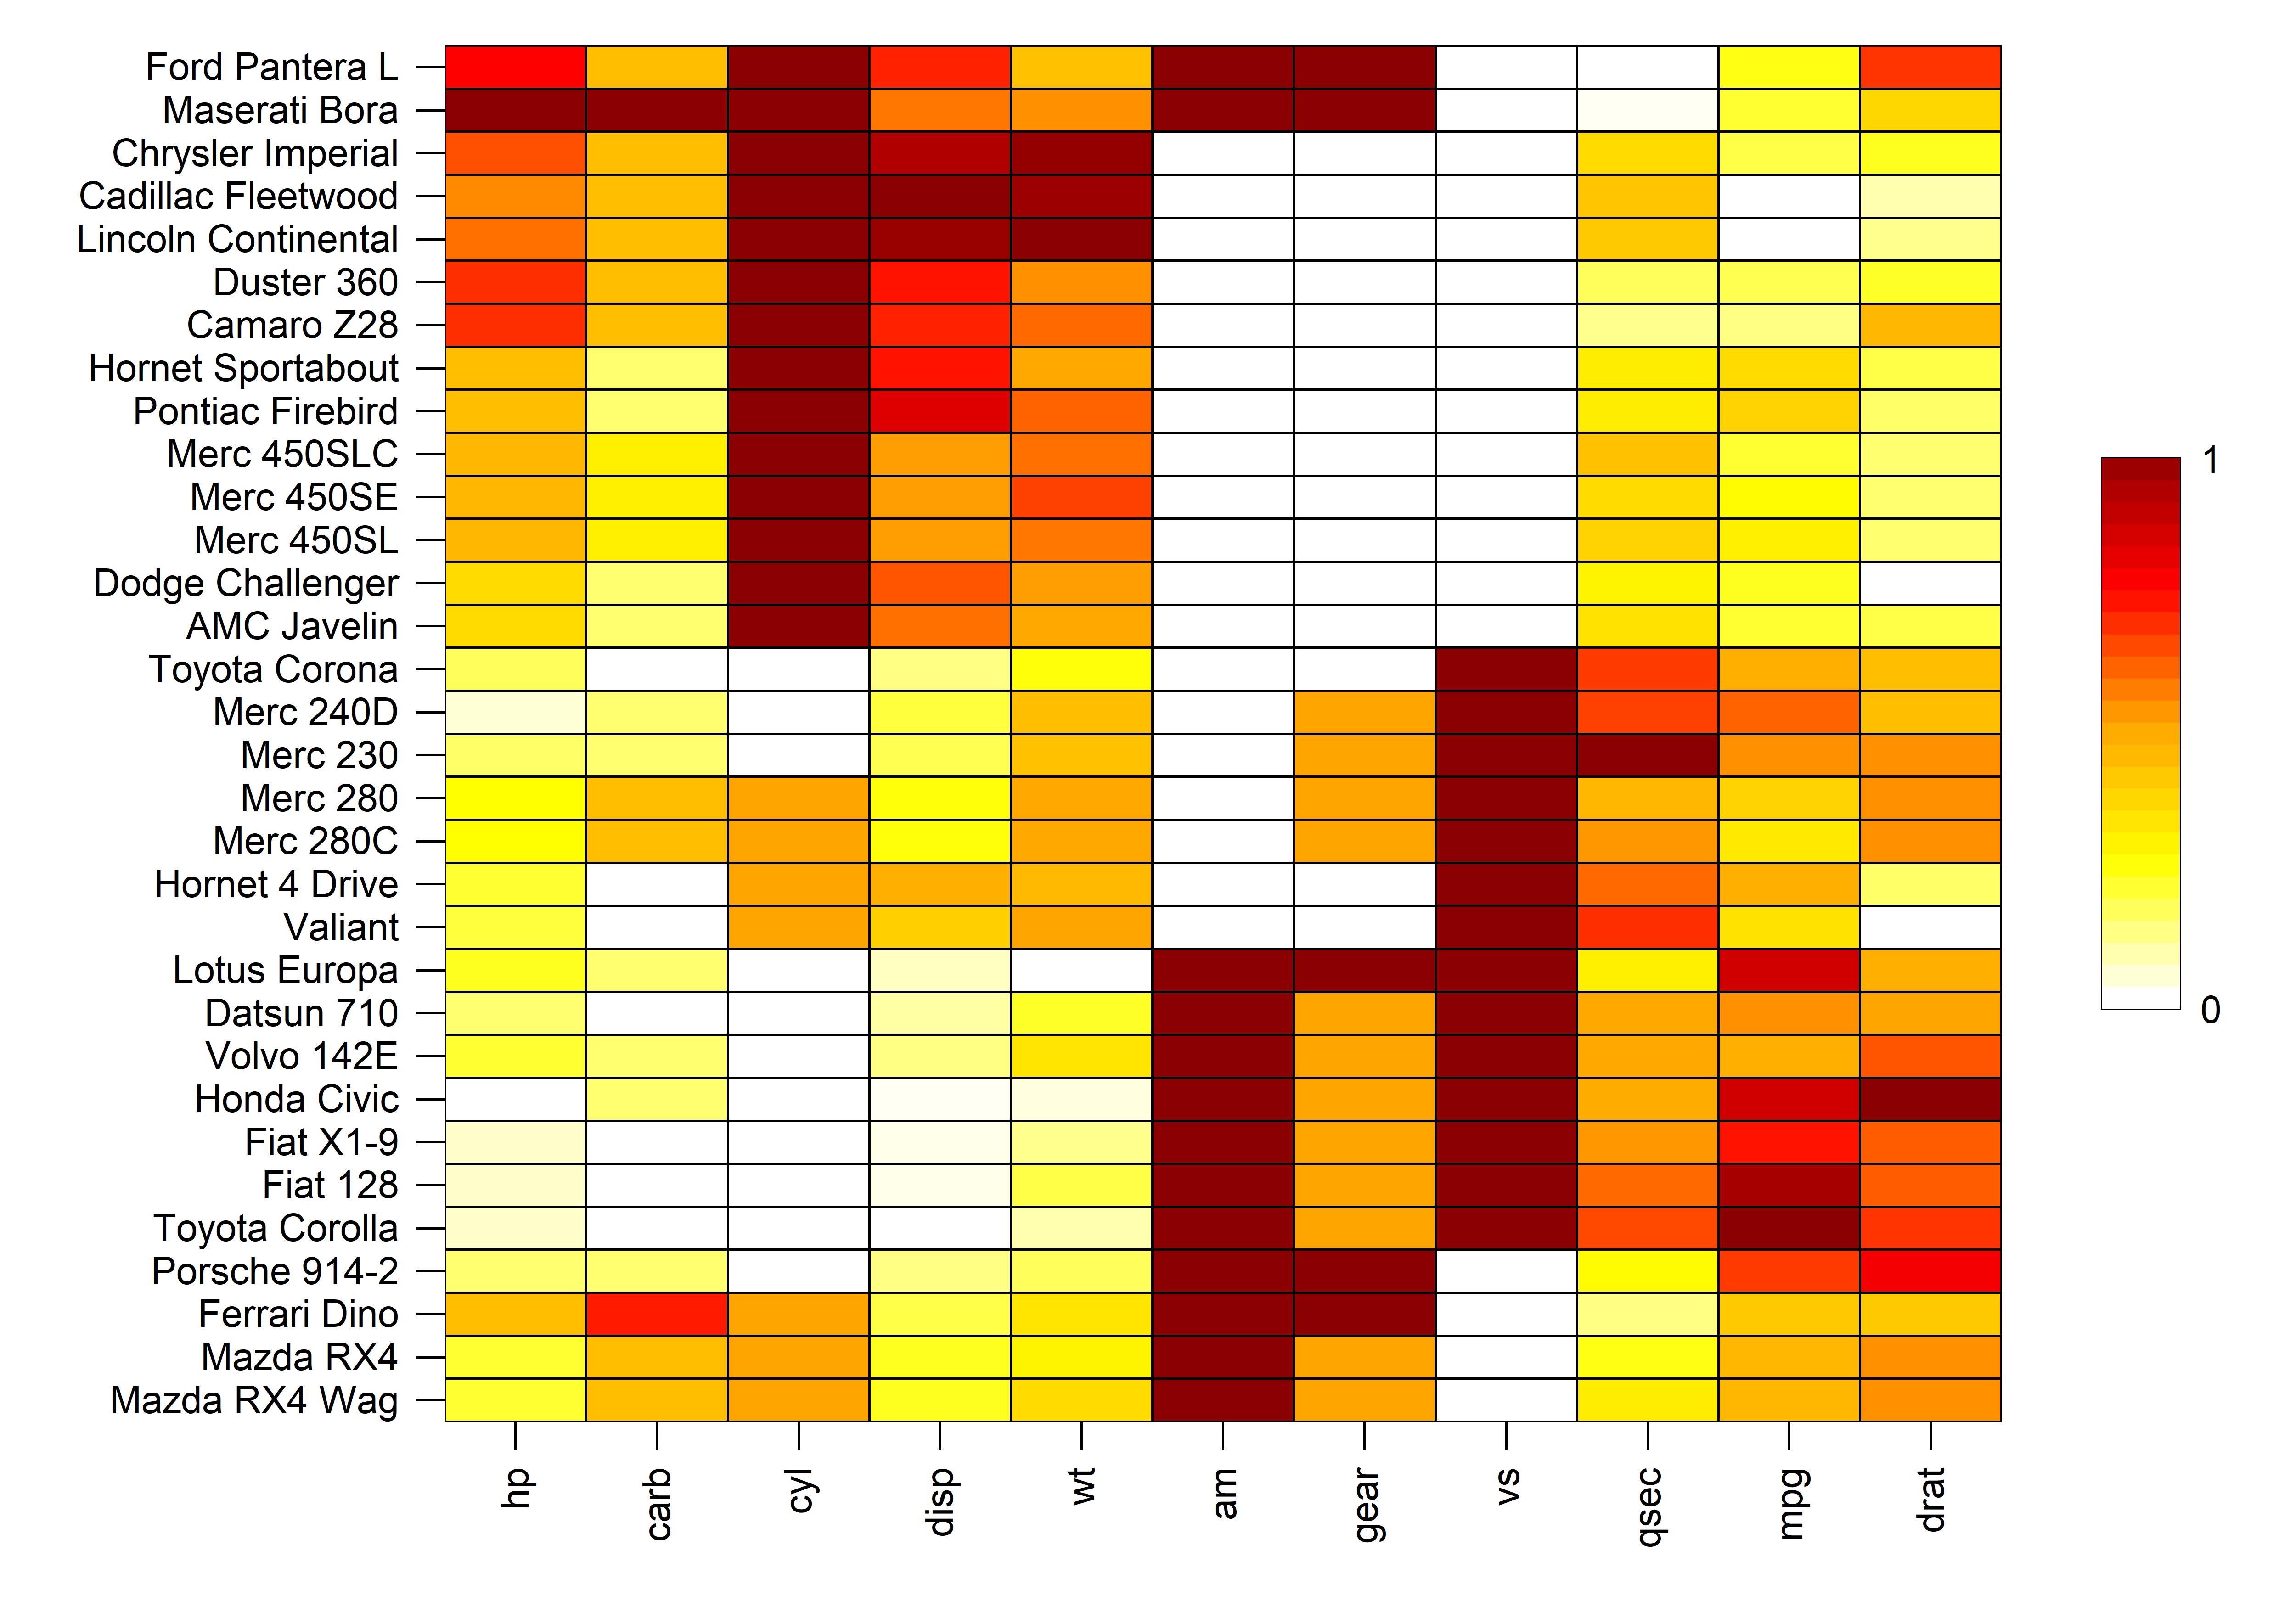 Ford Pantera L
Maserati Bora
Chrysler Imperial
Cadillac Fleetwood
Lincoln Continental
Duster 360
Camaro Z28
Hornet Sportabout
Pontiac Firebird
Merc 450SLC
Merc 450SE
Merc 450SL
Dodge Challenger
AMC Javelin
Toyota Corona
Merc 240D
Merc 230
Merc 280
Merc 280C
Hornet 4 Drive
Valiant
Lotus Europa
Datsun 710
Volvo 142E
Honda Civic
Fiat X1-9
Fiat 128
Toyota Corolla
Porsche 914-2
Ferrari Dino
Mazda RX4
Mazda RX4 Wag
hp
carb
cyl
disp
wt
am
gear
vs
qsec
mpg
drat
1
0